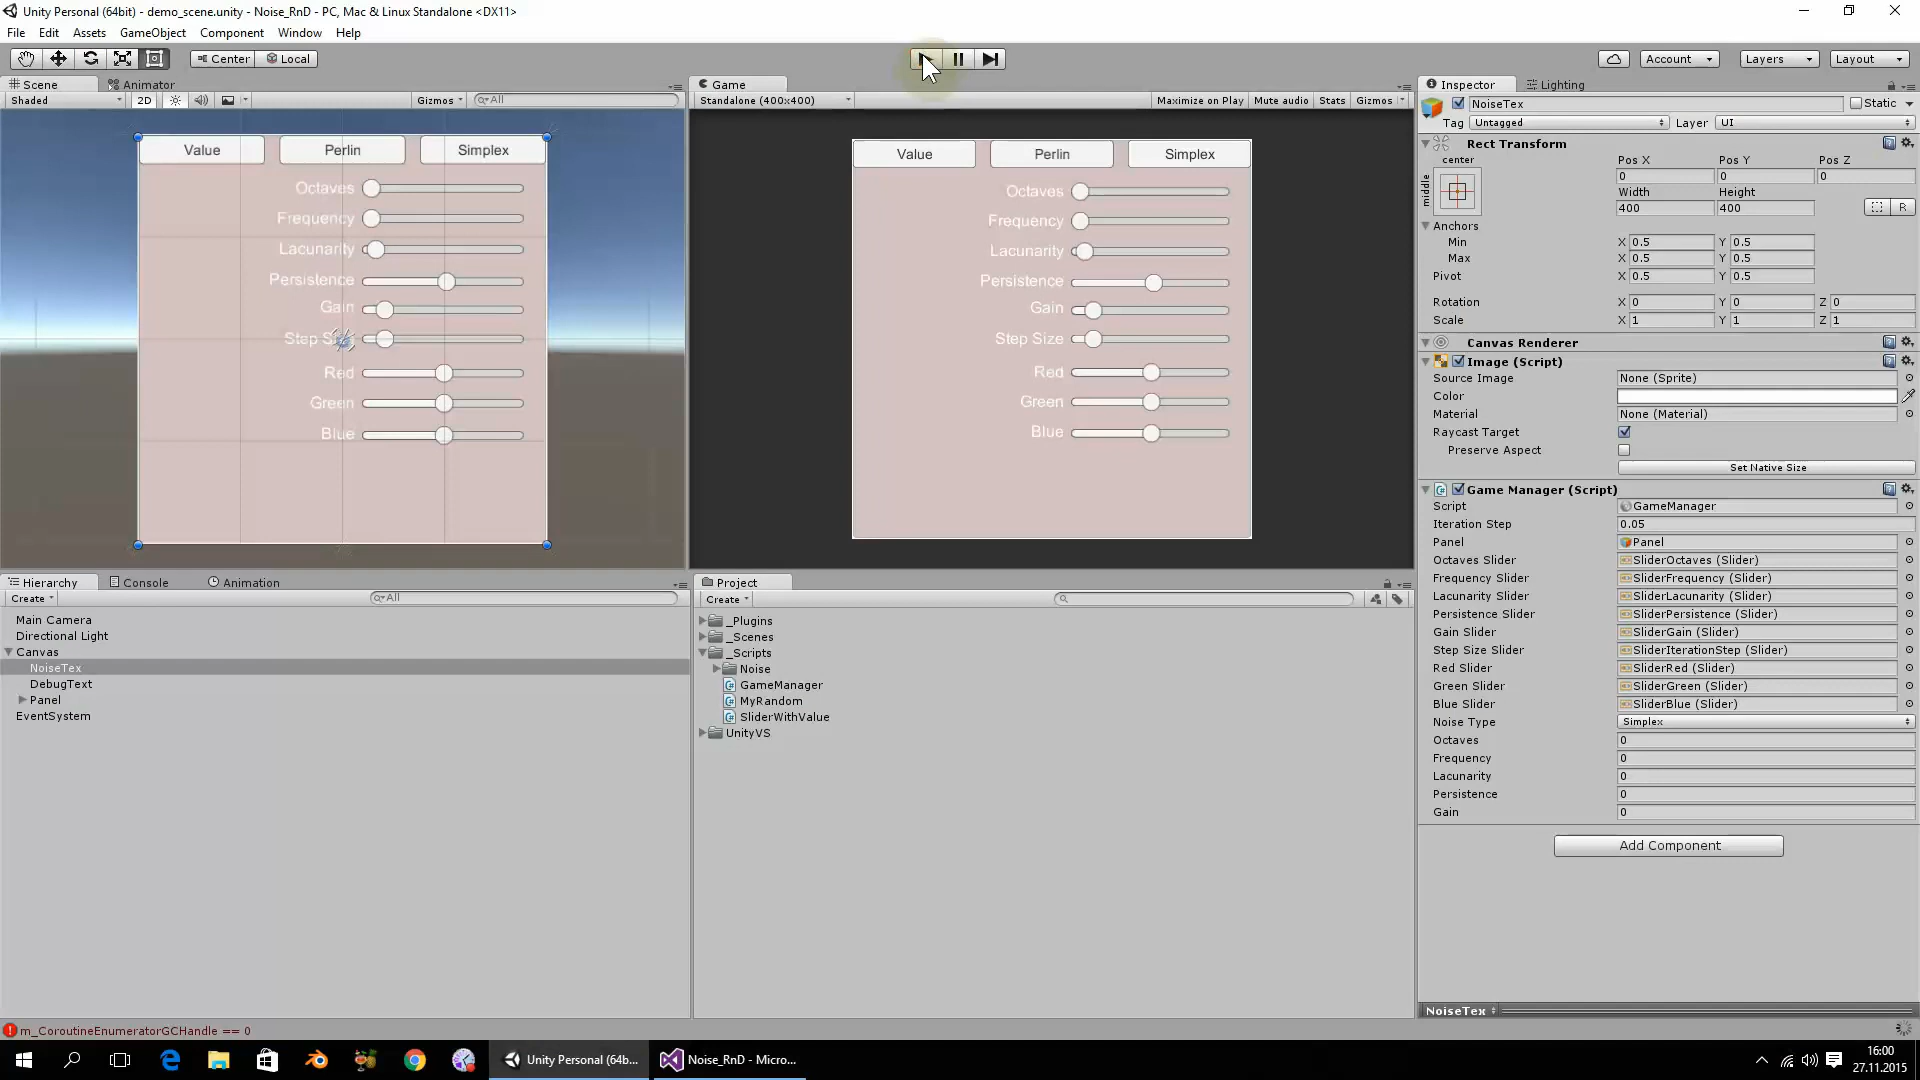 Unity Personal (64bit) - demo_scene.unity - Noise_RnD - PC, Mac & Linux Standalone <DX11>
File Edit Assets GameObject Component Window Help
Center Local
Account Layers Layout
Scene Animator
Shaded 2D Gizmos All
Value Perlin Simplex
Octaves
Frequency
Lacunarity
Persistence
Gain
Step Size
Red
Green
Blue
Game
Standalone (400x400) Maximize on Play Mute audio Stats Gizmos
Value Perlin Simplex
Octaves
Frequency
Lacunarity
Persistence
Gain
Step Size
Red
Green
Blue
Hierarchy Console Animation
Create All
Main Camera
Directional Light
Canvas
NoiseTex
DebugText
Panel
EventSystem
Project
Create
_Plugins
_Scenes
_Scripts
Noise
GameManager
MyRandom
SliderWithValue
UnityVS
Inspector Lighting
NoiseTex Static
Tag Untagged Layer UI
Rect Transform
center Pos X Pos Y Pos Z
middle 0 0 0
Width Height
400 400 R
Anchors
Min X 0.5 Y 0.5
Max X 0.5 Y 0.5
Pivot X 0.5 Y 0.5
Rotation X 0 Y 0 Z 0
Scale X 1 Y 1 Z 1
Canvas Renderer
Image (Script)
Source Image None (Sprite)
Color
Material None (Material)
Raycast Target
Preserve Aspect
Set Native Size
Game Manager (Script)
Script GameManager
Iteration Step 0.05
Panel Panel
Octaves Slider SliderOctaves (Slider)
Frequency Slider SliderFrequency (Slider)
Lacunarity Slider SliderLacunarity (Slider)
Persistence Slider SliderPersistence (Slider)
Gain Slider SliderGain (Slider)
Step Size Slider SliderIterationStep (Slider)
Red Slider SliderRed (Slider)
Green Slider SliderGreen (Slider)
Blue Slider SliderBlue (Slider)
Noise Type Simplex
Octaves 0
Frequency 0
Lacunarity 0
Persistence 0
Gain 0
Add Component
NoiseTex
m_CoroutineEnumeratorGCHandle == 0
Unity Personal (64b... Noise_RnD - Micro...
16:00
27.11.2015